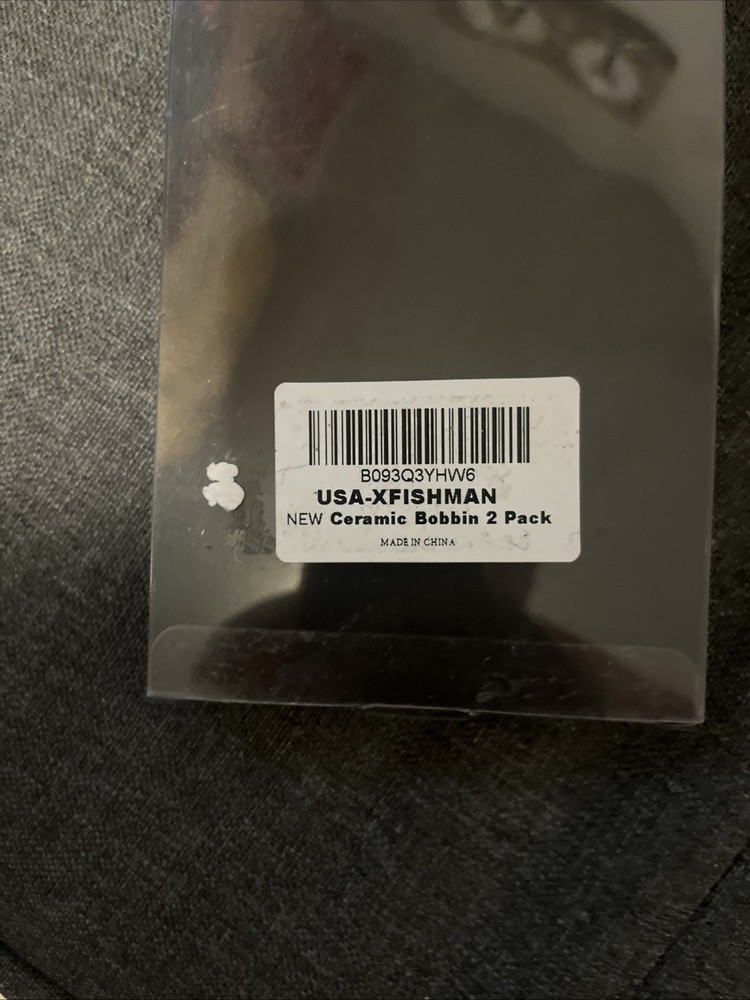 B093Q3YHW6
USA-XFISHMAN
NEW Ceramic Bobbin 2 Pack
MADE IN CHINA